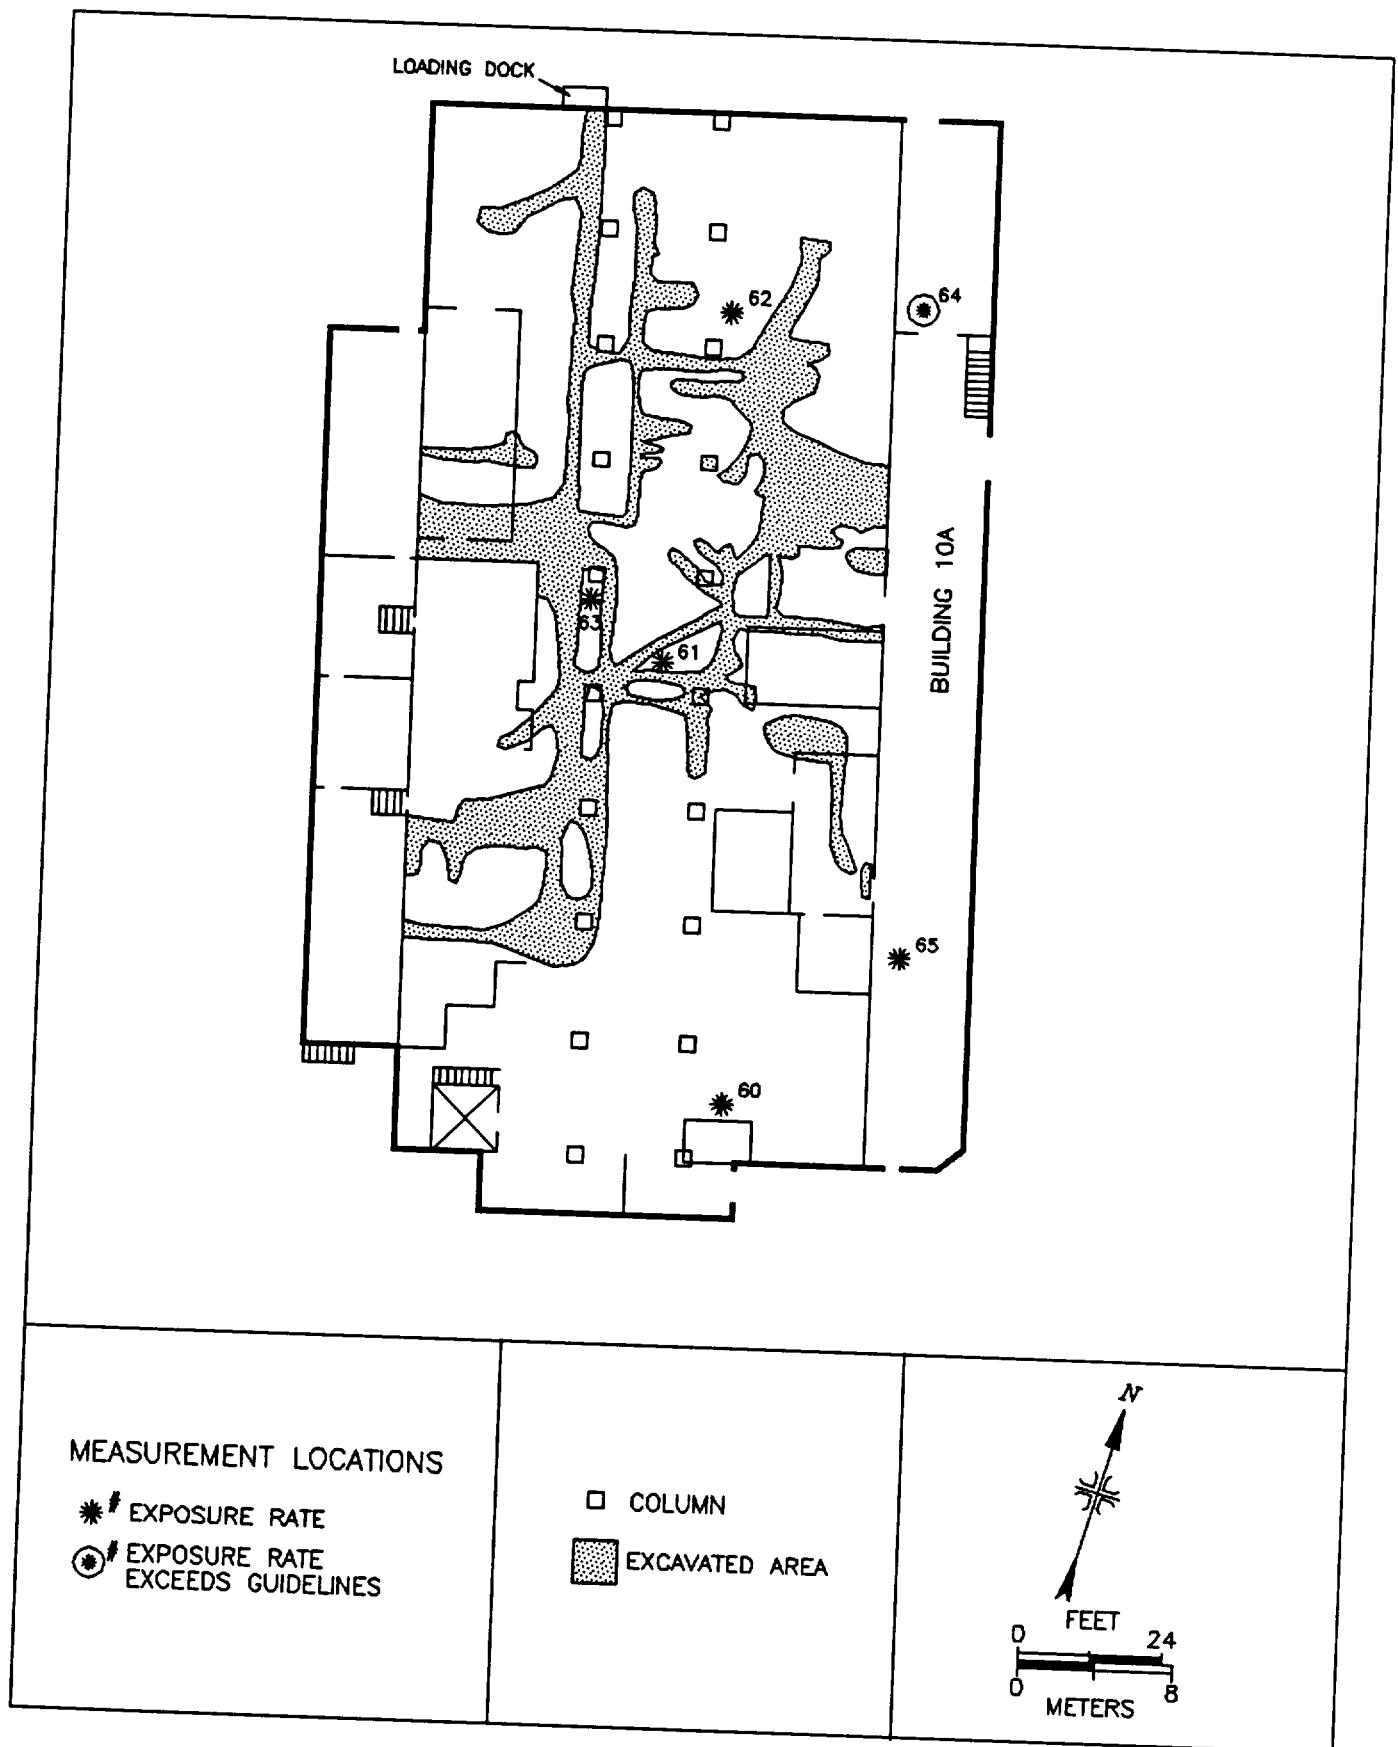 LOADING DOCK
62
64
BUILDING 10A
63
61
65
60
MEASUREMENT LOCATIONS
# EXPOSURE RATE
# EXPOSURE RATE
EXCEEDS GUIDELINES
COLUMN
EXCAVATED AREA
N
FEET
0 24
0 8
METERS